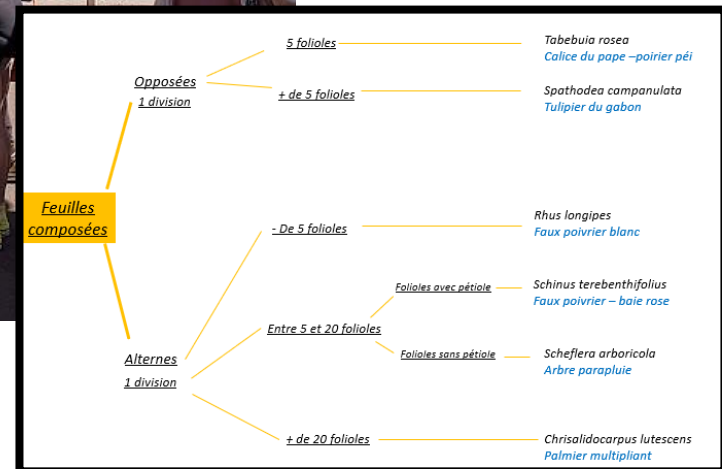 Feuilles
composées
Opposées
1 division
5 folioles
Tabebuia rosea
Calice du pape –poirier péi
+ de 5 folioles
Spathodea campanulata
Tulipier du gabon
Alternes
1 division
- De 5 folioles
Rhus longipes
Faux poivrier blanc
Entre 5 et 20 folioles
Folioles avec pétiole
Schinus terebenthifolius
Faux poivrier – baie rose
Folioles sans pétiole
Scheflera arboricola
Arbre parapluie
+ de 20 folioles
Chrisalidocarpus lutescens
Palmier multipliant